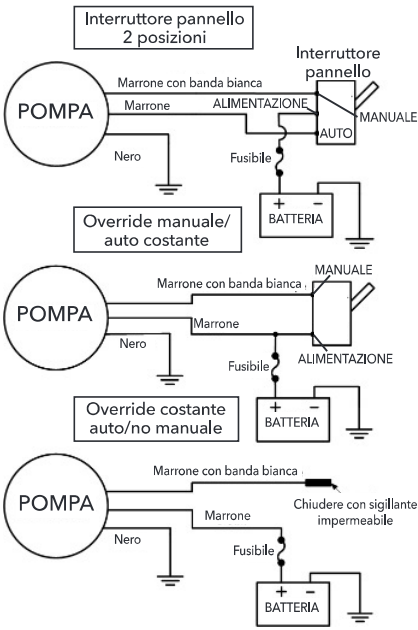 Interruttore pannello
2 posizioni
Interruttore
pannello
Marrone con banda bianca
POMPA
Marrone
ALIMENTAZIONE
MANUALE
AUTO
Nero
Fusibile
+ –
BATTERIA
Override manuale/
auto costante
MANUALE
Marrone con banda bianca
POMPA
Marrone
Nero
Fusibile
ALIMENTAZIONE
+ –
BATTERIA
Override costante
auto/no manuale
Marrone con banda bianca
POMPA
Marrone
Chiudere con sigillante
impermeabile
Nero
Fusibile
+ –
BATTERIA